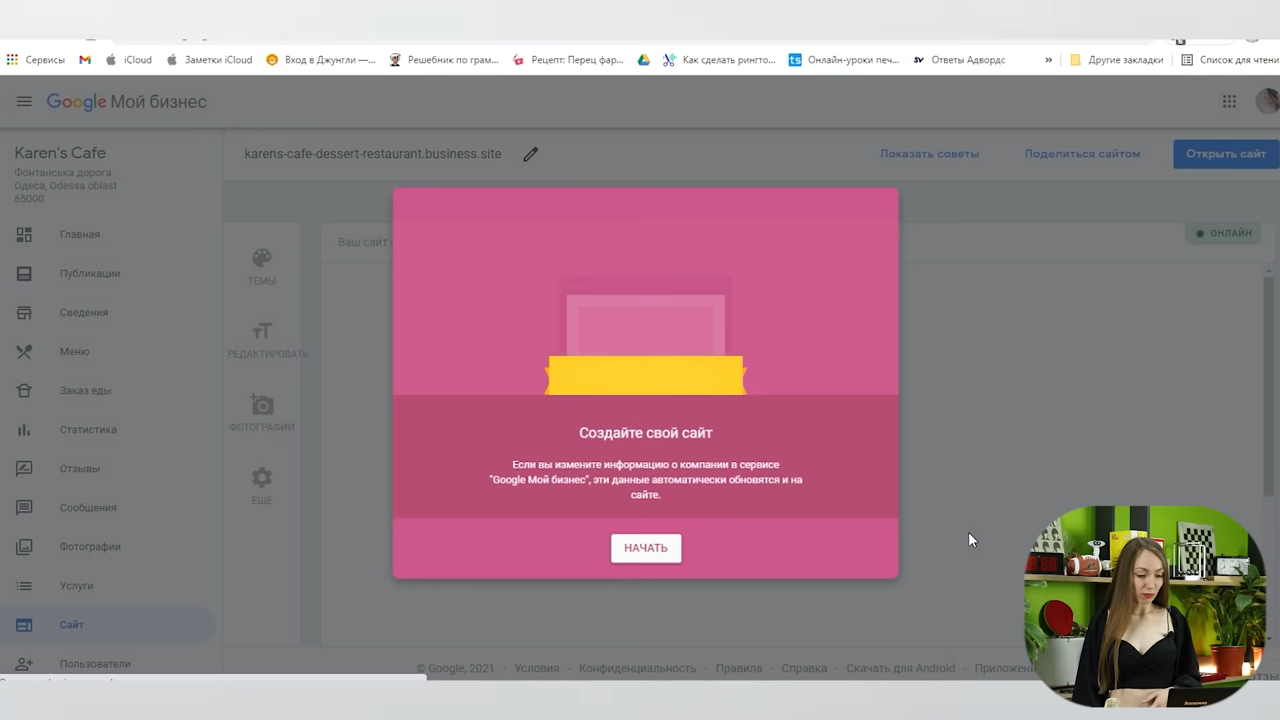 Сервисы
iCloud
Заметки iCloud
Вход в Джунгли —...
Решебник по грам...
Рецепт: Перец фар...
Как сделать рингто...
ts
Онлайн-уроки печ...
sv
Ответы Адвордс
»
Другие закладки
Список для чтени
Google Мой бизнес
Karen's Cafe
Фонтанська дорога
Одеса, Odessa oblast
65000
karens-cafe-dessert-restaurant.business.site
Показать советы
Поделиться сайтом
Открыть сайт
Главная
Публикации
Сведения
Меню
Заказ еды
Статистика
Отзывы
Сообщения
Фотографии
Услуги
Сайт
Пользователи
ТЕМЫ
РЕДАКТИРОВАТЬ
ФОТОГРАФИИ
ЕЩЁ
Ваш сайт
ОНЛАЙН
Создайте свой сайт
Если вы измените информацию о компании в сервисе
"Google Мой бизнес", эти данные автоматически обновятся и на
сайте.
НАЧАТЬ
© Google, 2021 - Условия - Конфиденциальность - Правила - Справка - Скачать для Android - Приложен